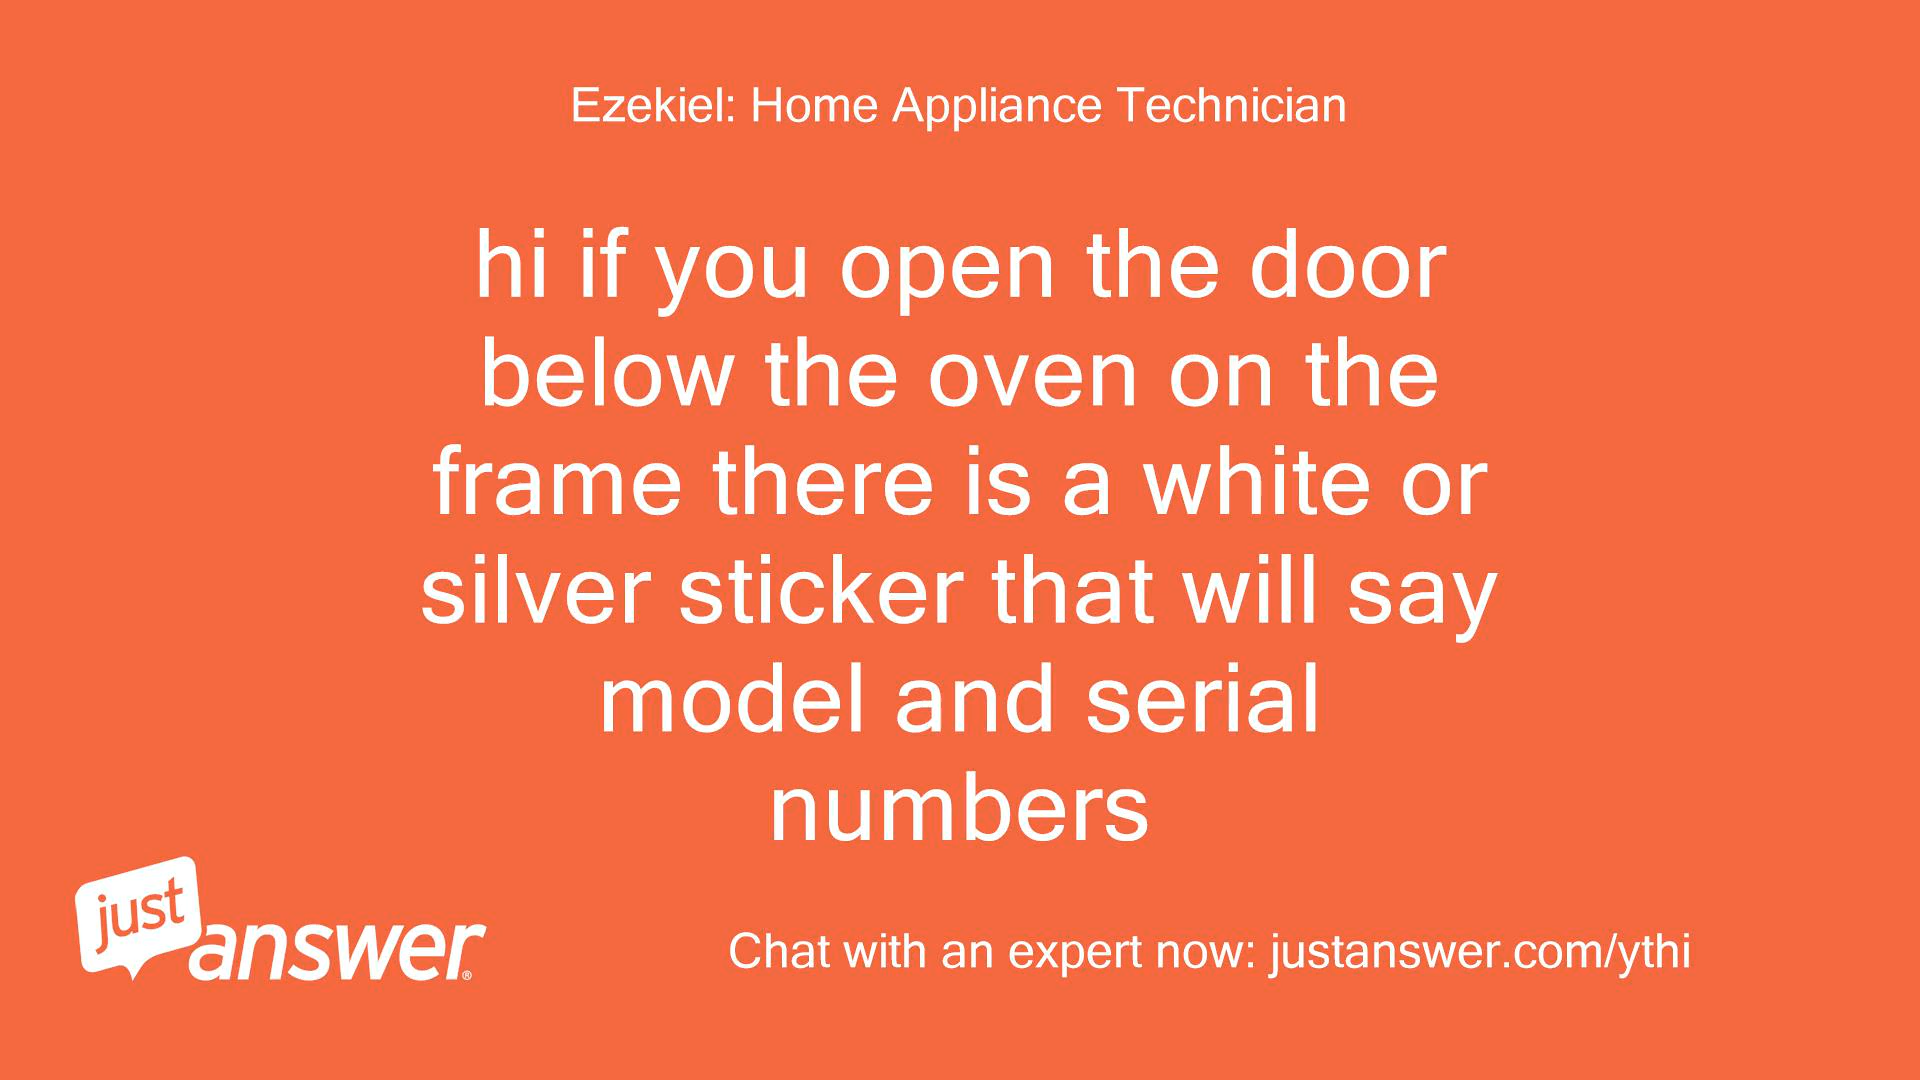 Ezekiel: Home Appliance Technician
hi if you open the door
below the oven on the
frame there is a white or
silver sticker that will say
model and serial
numbers
just
answer®
Chat with an expert now: justanswer.com/ythi